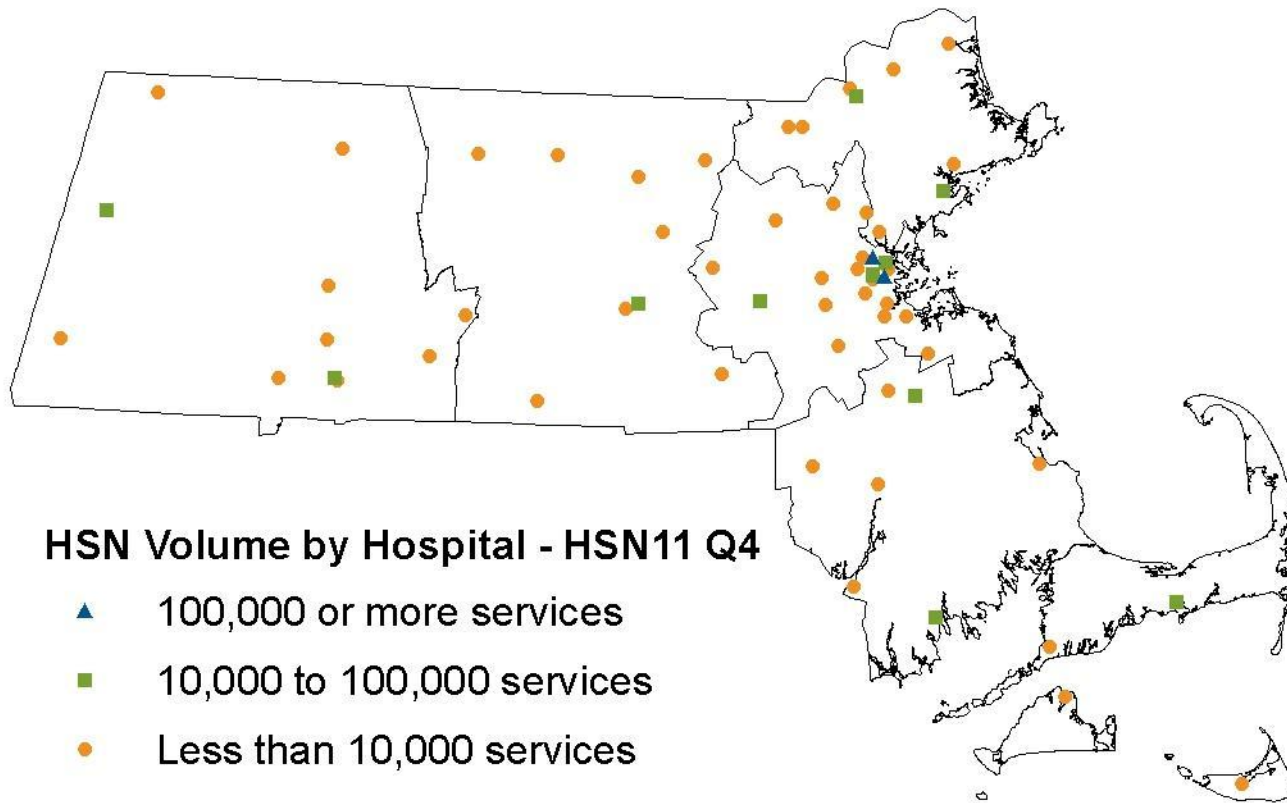 HSN Volume by Hospital - HSN11 Q4
100,000 or more services
10,000 to 100,000 services
Less than 10,000 services